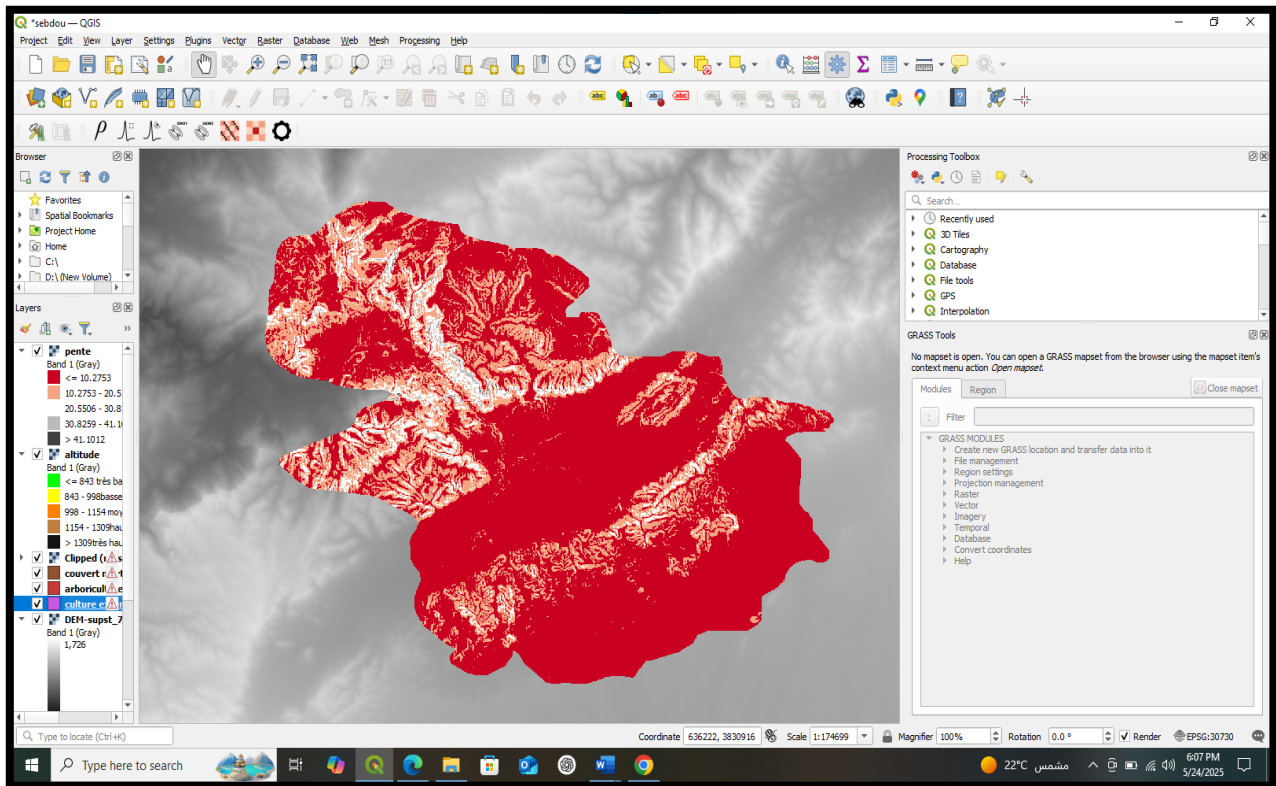 *sebdou — QGIS
Project Edit View Layer Settings Plugins Vector Raster Database Web Mesh Processing Help
Browser
Favorites
Spatial Bookmarks
Project Home
Home
C:\
D:\ (New Volume)
Layers
pente
Band 1 (Gray)
<= 10.2753
10.2753 - 20.5
20.5506 - 30.8
30.8259 - 41.1
> 41.1012
altitude
Band 1 (Gray)
<= 843 très ba
843 - 998basse
998 - 1154 moy
1154 - 1309hau
> 1309très hau
Clipped (
couvert
arboricult
culture e
DEM-supst_7
Band 1 (Gray)
1,726
Processing Toolbox
Search...
Recently used
3D Tiles
Cartography
Database
File tools
GPS
Interpolation
GRASS Tools
No mapset is open. You can open a GRASS mapset from the browser using the mapset item's
context menu action Open mapset.
Modules Region Close mapset
Filter
GRASS MODULES
Create new GRASS location and transfer data into it
File management
Region settings
Projection management
Raster
Vector
Imagery
Temporal
Database
Convert coordinates
Help
Type to locate (Ctrl+K) Coordinate 636222, 3830916 Scale 1:174699 Magnifier 100% Rotation 0.0 ° Render EPSG:30730
Type here to search 22°C مشمس 6:07 PM
5/24/2025